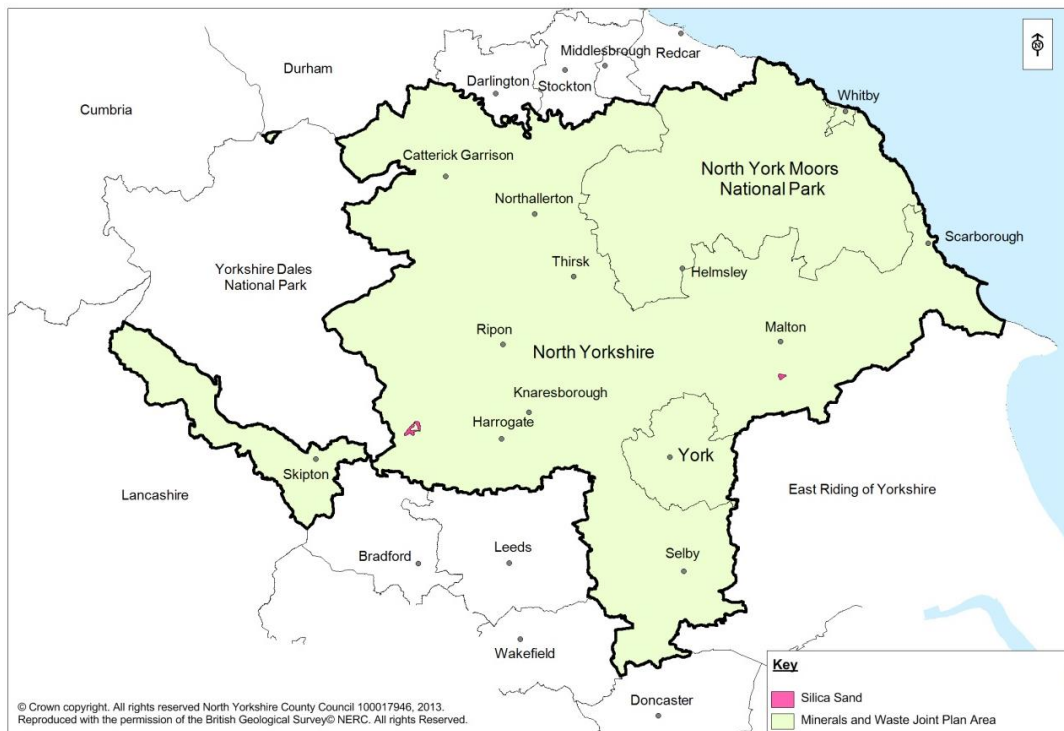 Redcar
Middlesbrough
Durham
Stockton
Darlington
Cumbria
Whitby
Catterick Garrison
North York Moors
National Park
Northallerton
Scarborough
Yorkshire Dales
National Park
Thirsk
Helmsley
Ripon
North Yorkshire
Malton
Knaresborough
Harrogate
York
Skipton
Lancashire
East Riding of Yorkshire
Bradford
Leeds
Selby
Wakefield
Doncaster
Key
Silica Sand
Minerals and Waste Joint Plan Area
© Crown copyright. All rights reserved North Yorkshire County Council 100017946, 2013.
Reproduced with the permission of the British Geological Survey© NERC. All rights Reserved.
N